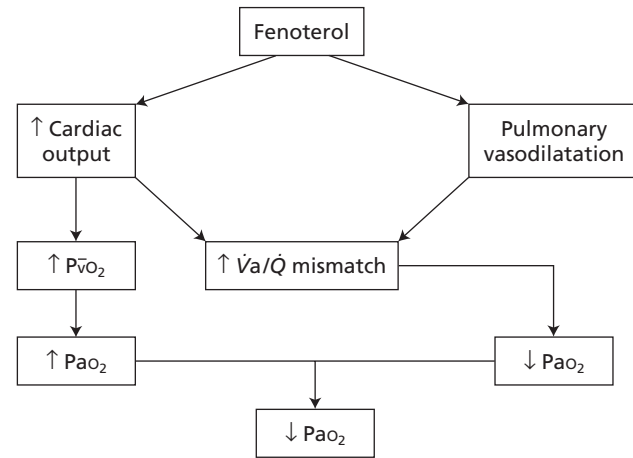 Fenoterol
↑ Cardiac
output
Pulmonary
vasodilatation
↑ Pv̄O₂
↑ V̇a/Q̇ mismatch
↑ PaO₂
↓ PaO₂
↓ PaO₂